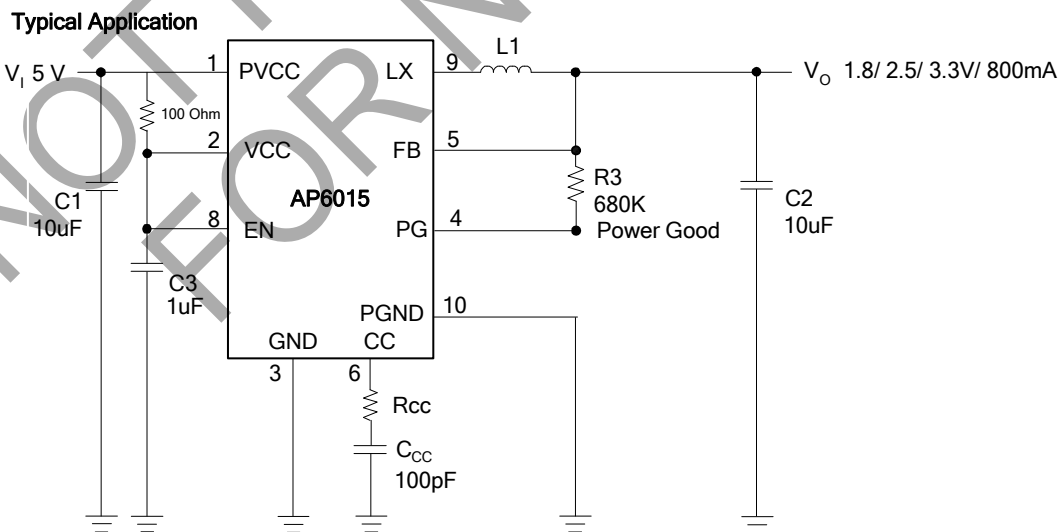 Typical Application
V_I 5 V
1
PVCC
LX
9
L1
V_O 1.8/ 2.5/ 3.3V/ 800mA
100 Ohm
2
VCC
FB
5
AP6015
R3
680K
C1
10uF
C2
10uF
8
EN
PG
4
Power Good
C3
1uF
PGND
10
GND
CC
3
6
Rcc
C_CC
100pF
NOT
FOR N